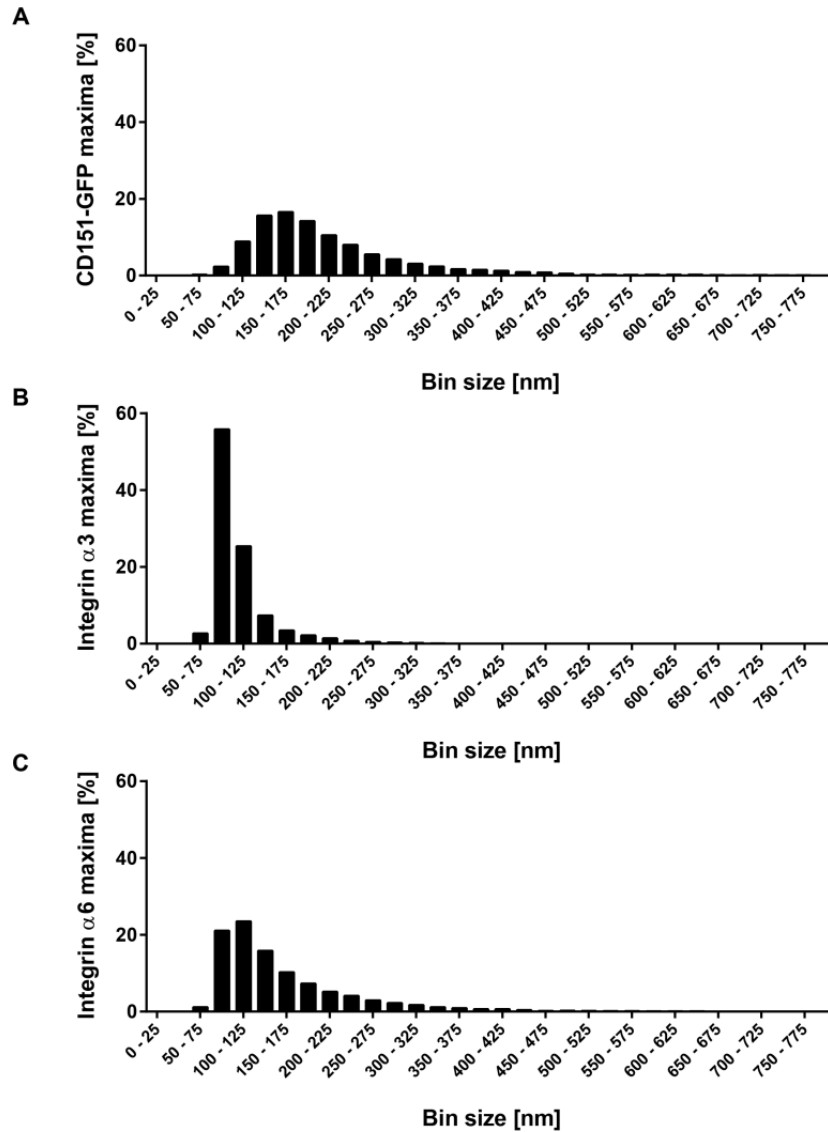 A
CD151-GFP maxima [%]
60
40
20
0
0 - 25
50 - 75
100 - 125
150 - 175
200 - 225
250 - 275
300 - 325
350 - 375
400 - 425
450 - 475
500 - 525
550 - 575
600 - 625
650 - 675
700 - 725
750 - 775
Bin size [nm]
B
Integrin α3 maxima [%]
60
40
20
0
0 - 25
50 - 75
100 - 125
150 - 175
200 - 225
250 - 275
300 - 325
350 - 375
400 - 425
450 - 475
500 - 525
550 - 575
600 - 625
650 - 675
700 - 725
750 - 775
Bin size [nm]
C
Integrin α6 maxima [%]
60
40
20
0
0 - 25
50 - 75
100 - 125
150 - 175
200 - 225
250 - 275
300 - 325
350 - 375
400 - 425
450 - 475
500 - 525
550 - 575
600 - 625
650 - 675
700 - 725
750 - 775
Bin size [nm]